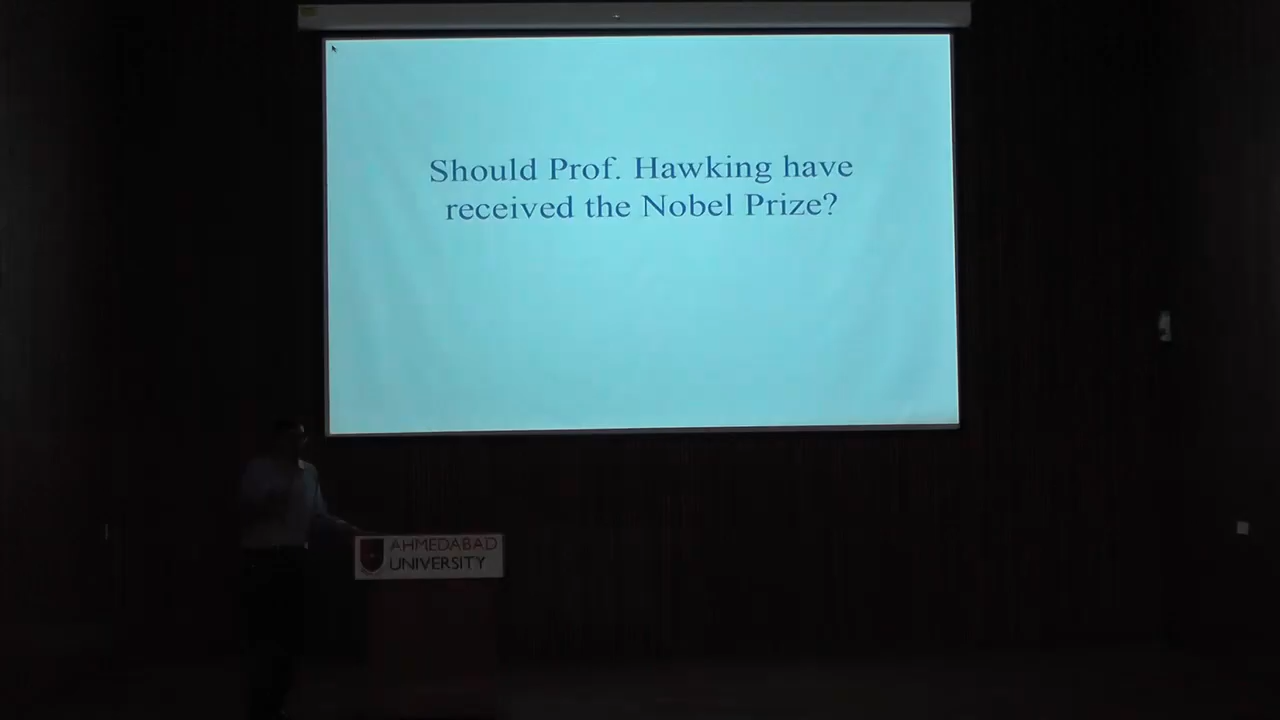 Should Prof. Hawking have
received the Nobel Prize?
AHMEDABAD
UNIVERSITY